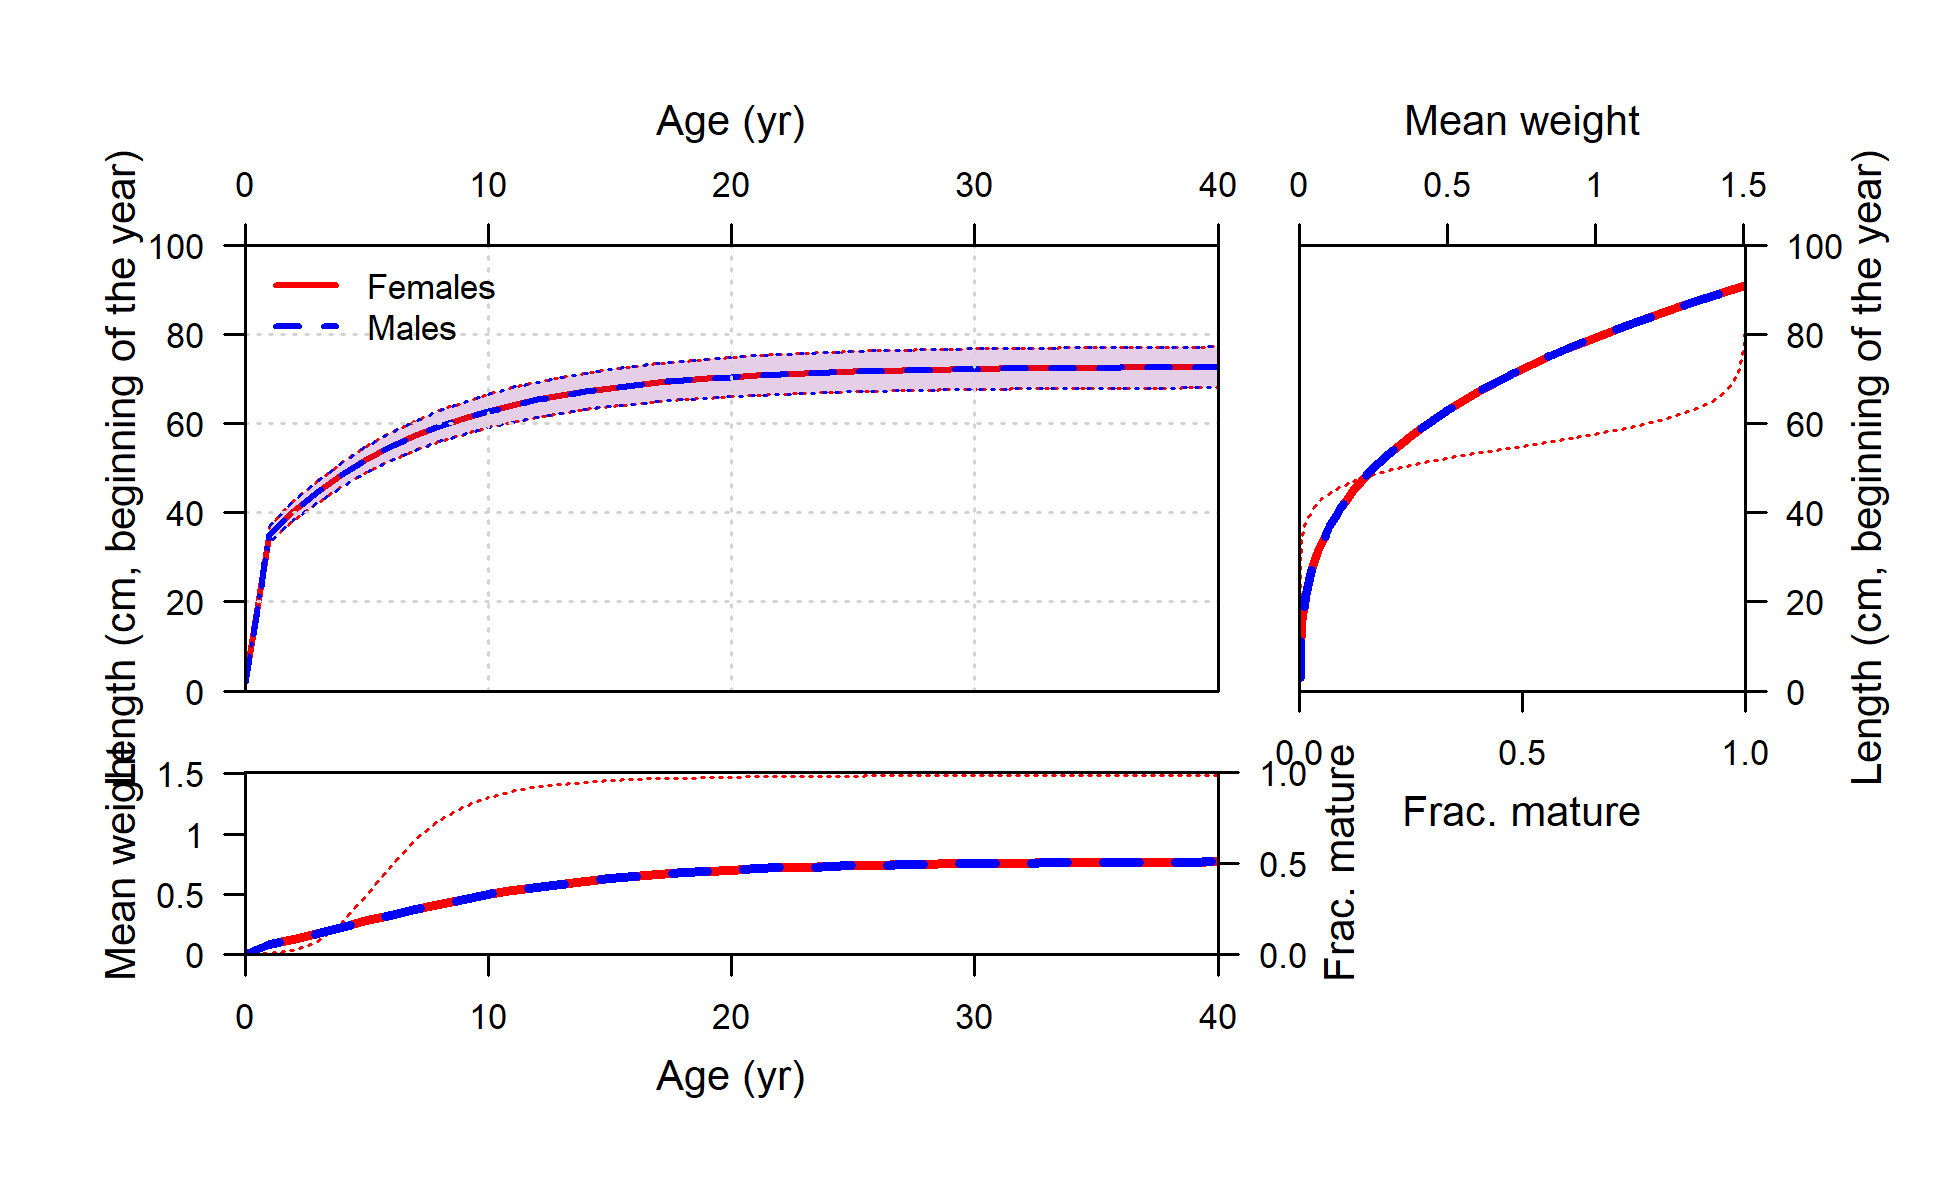 Age (yr)
Mean weight
0 10 20 30 40
0 0.5 1 1.5
Length (cm, beginning of the year)
100
80
60
40
20
0
Females
Males
100
80
60
40
20
0
Length (cm, beginning of the year)
0.0 0.5 1.0
Frac. mature
Mean weight
1.5
1
0.5
0
1.0
0.5
0.0
Frac. mature
0 10 20 30 40
Age (yr)